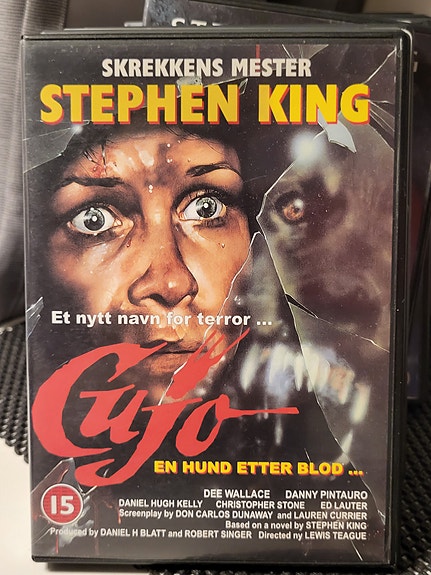 STEP
SKREKKENS MESTER
STEPHEN KING
Et nytt navn for terror ...
Cujo
EN HUND ETTER BLOD ...
15
DEE WALLACE DANNY PINTAURO
DANIEL HUGH KELLY CHRISTOPHER STONE ED LAUTER
Screenplay by DON CARLOS DUNAWAY and LAUREN CURRIER
Based on a novel by STEPHEN KING
Produced by DANIEL H BLATT and ROBERT SINGER Directed ny LEWIS TEAGUE